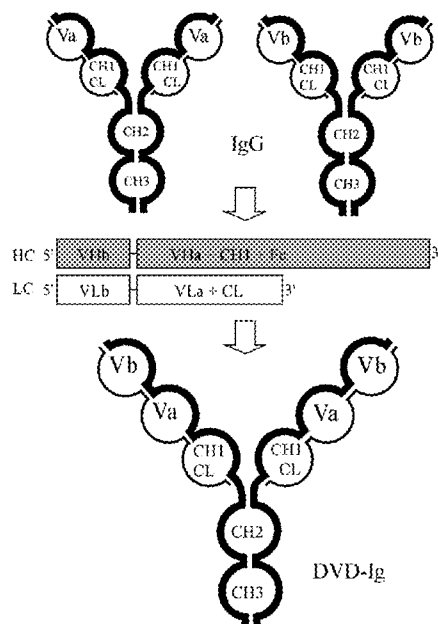 Va Va Vb Vb
CH1 CL CH1 CL CH1 CL CH1 CL
CH2 CH2
IgG
CH3 CH3
HC 5' VHb VHa + CH1 + Fc 3'
LC 5' VLb VLa + CL 3'
Vb Vb
Va Va
CH1 CL CH1 CL
CH2
DVD-Ig
CH3